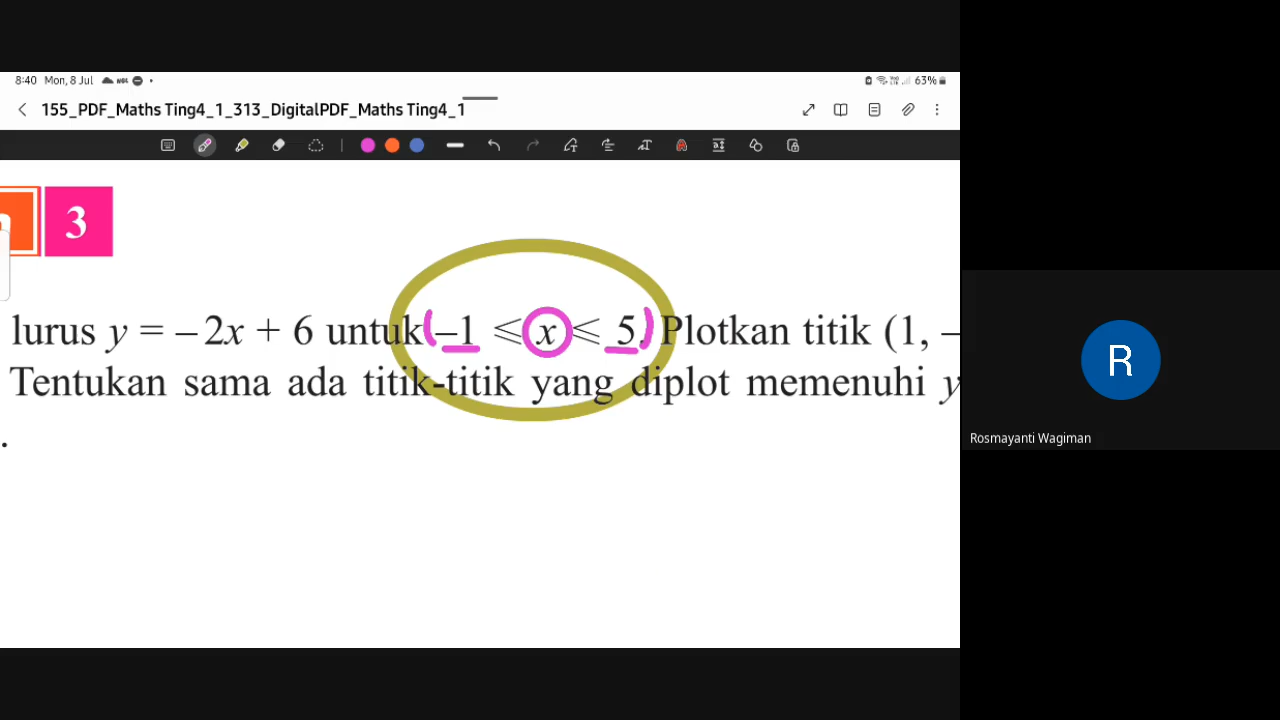 8:40 Mon, 8 Jul
63%
155_PDF_Maths Ting4_1_313_DigitalPDF_Maths Ting4_1
3
lurus y = –2x + 6 untuk (–1 ⩽ x ⩽ 5.) Plotkan titik (1, –
Tentukan sama ada titik-titik yang diplot memenuhi y
.
R
Rosmayanti Wagiman